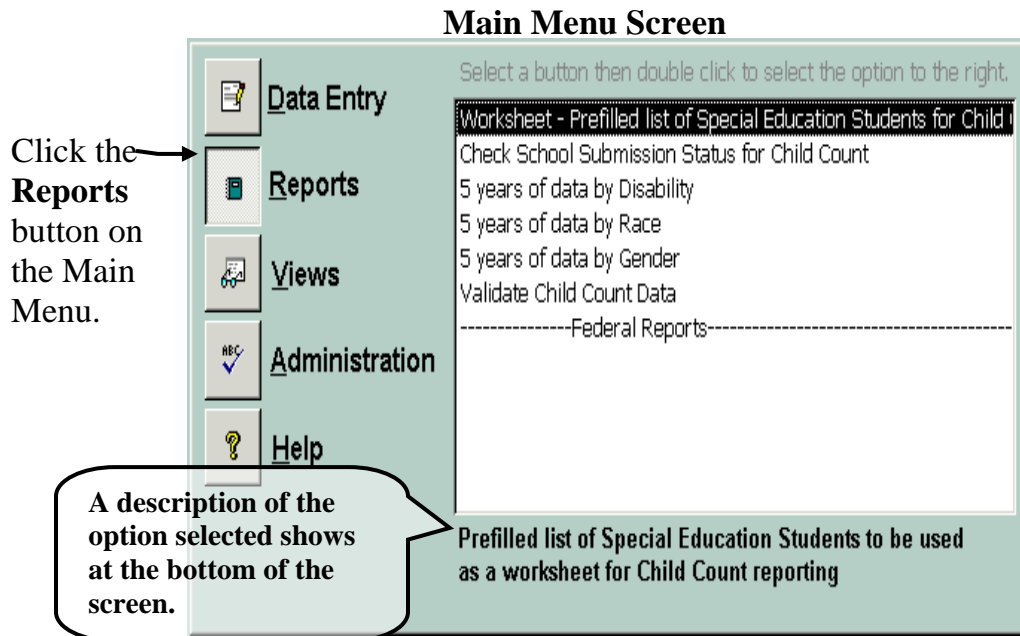 Main Menu Screen
Select a button then double click to select the option to the right.
Data Entry
Worksheet - Prefilled list of Special Education Students for Child
Check School Submission Status for Child Count
5 years of data by Disability
5 years of data by Race
5 years of data by Gender
Validate Child Count Data
---------------Federal Reports-----------------------------------------
Click the
Reports
button on
the Main
Menu.
Reports
Views
ABC
Administration
?
Help
A description of the
option selected shows
at the bottom of the
screen.
Prefilled list of Special Education Students to be used
as a worksheet for Child Count reporting